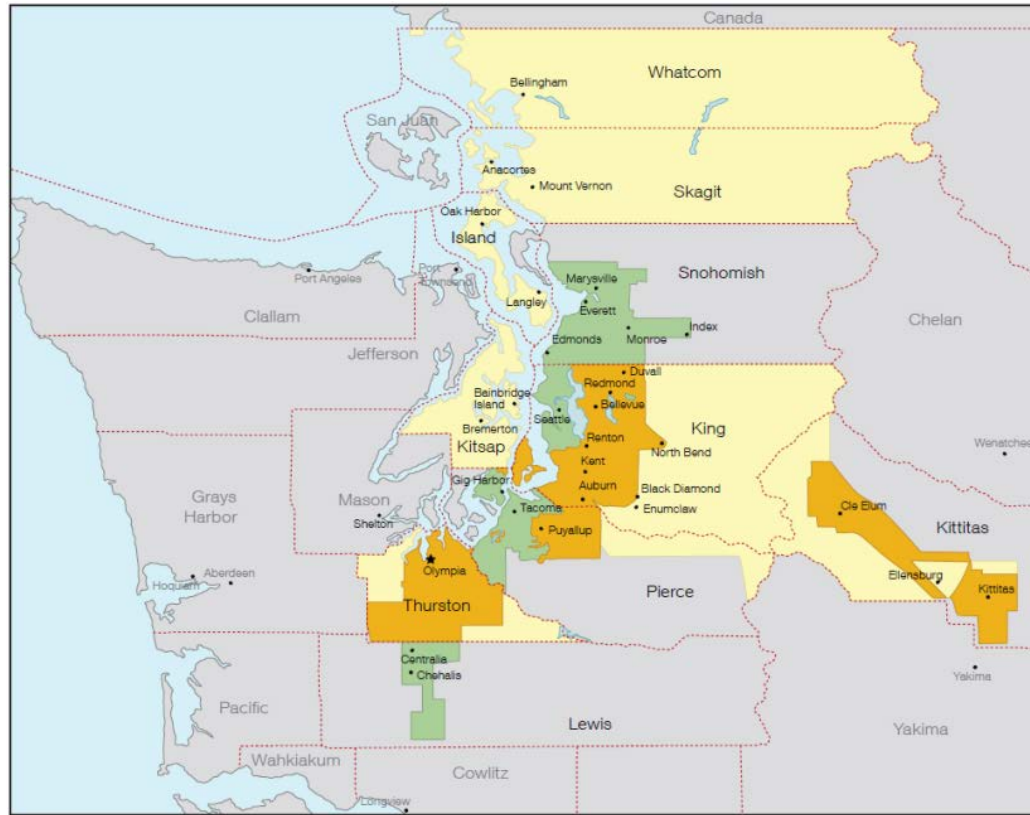 Canada
Whatcom
Bellingham
San Juan
Anacortes
Mount Vernon
Skagit
Oak Harbor
Island
Port Angeles
Port
Townsend
Marysville
Snohomish
Langley
Everett
Clallam
Index
Monroe
Chelan
Edmonds
Jefferson
Duvall
Redmond
Bainbridge
Island
Bellevue
Seattle
Bremerton
King
Kitsap
Renton
North Bend
Wenatchee
Kent
Gig Harbor
Auburn
Black Diamond
Grays
Harbor
Mason
Tacoma
Enumclaw
Cle Elum
Shelton
Puyallup
Kittitas
Olympia
Aberdeen
Hoquiam
Ellensburg
Pierce
Kittitas
Thurston
Centralia
Chehalis
Yakima
Pacific
Lewis
Yakima
Wahkiakum
Cowlitz
Longview